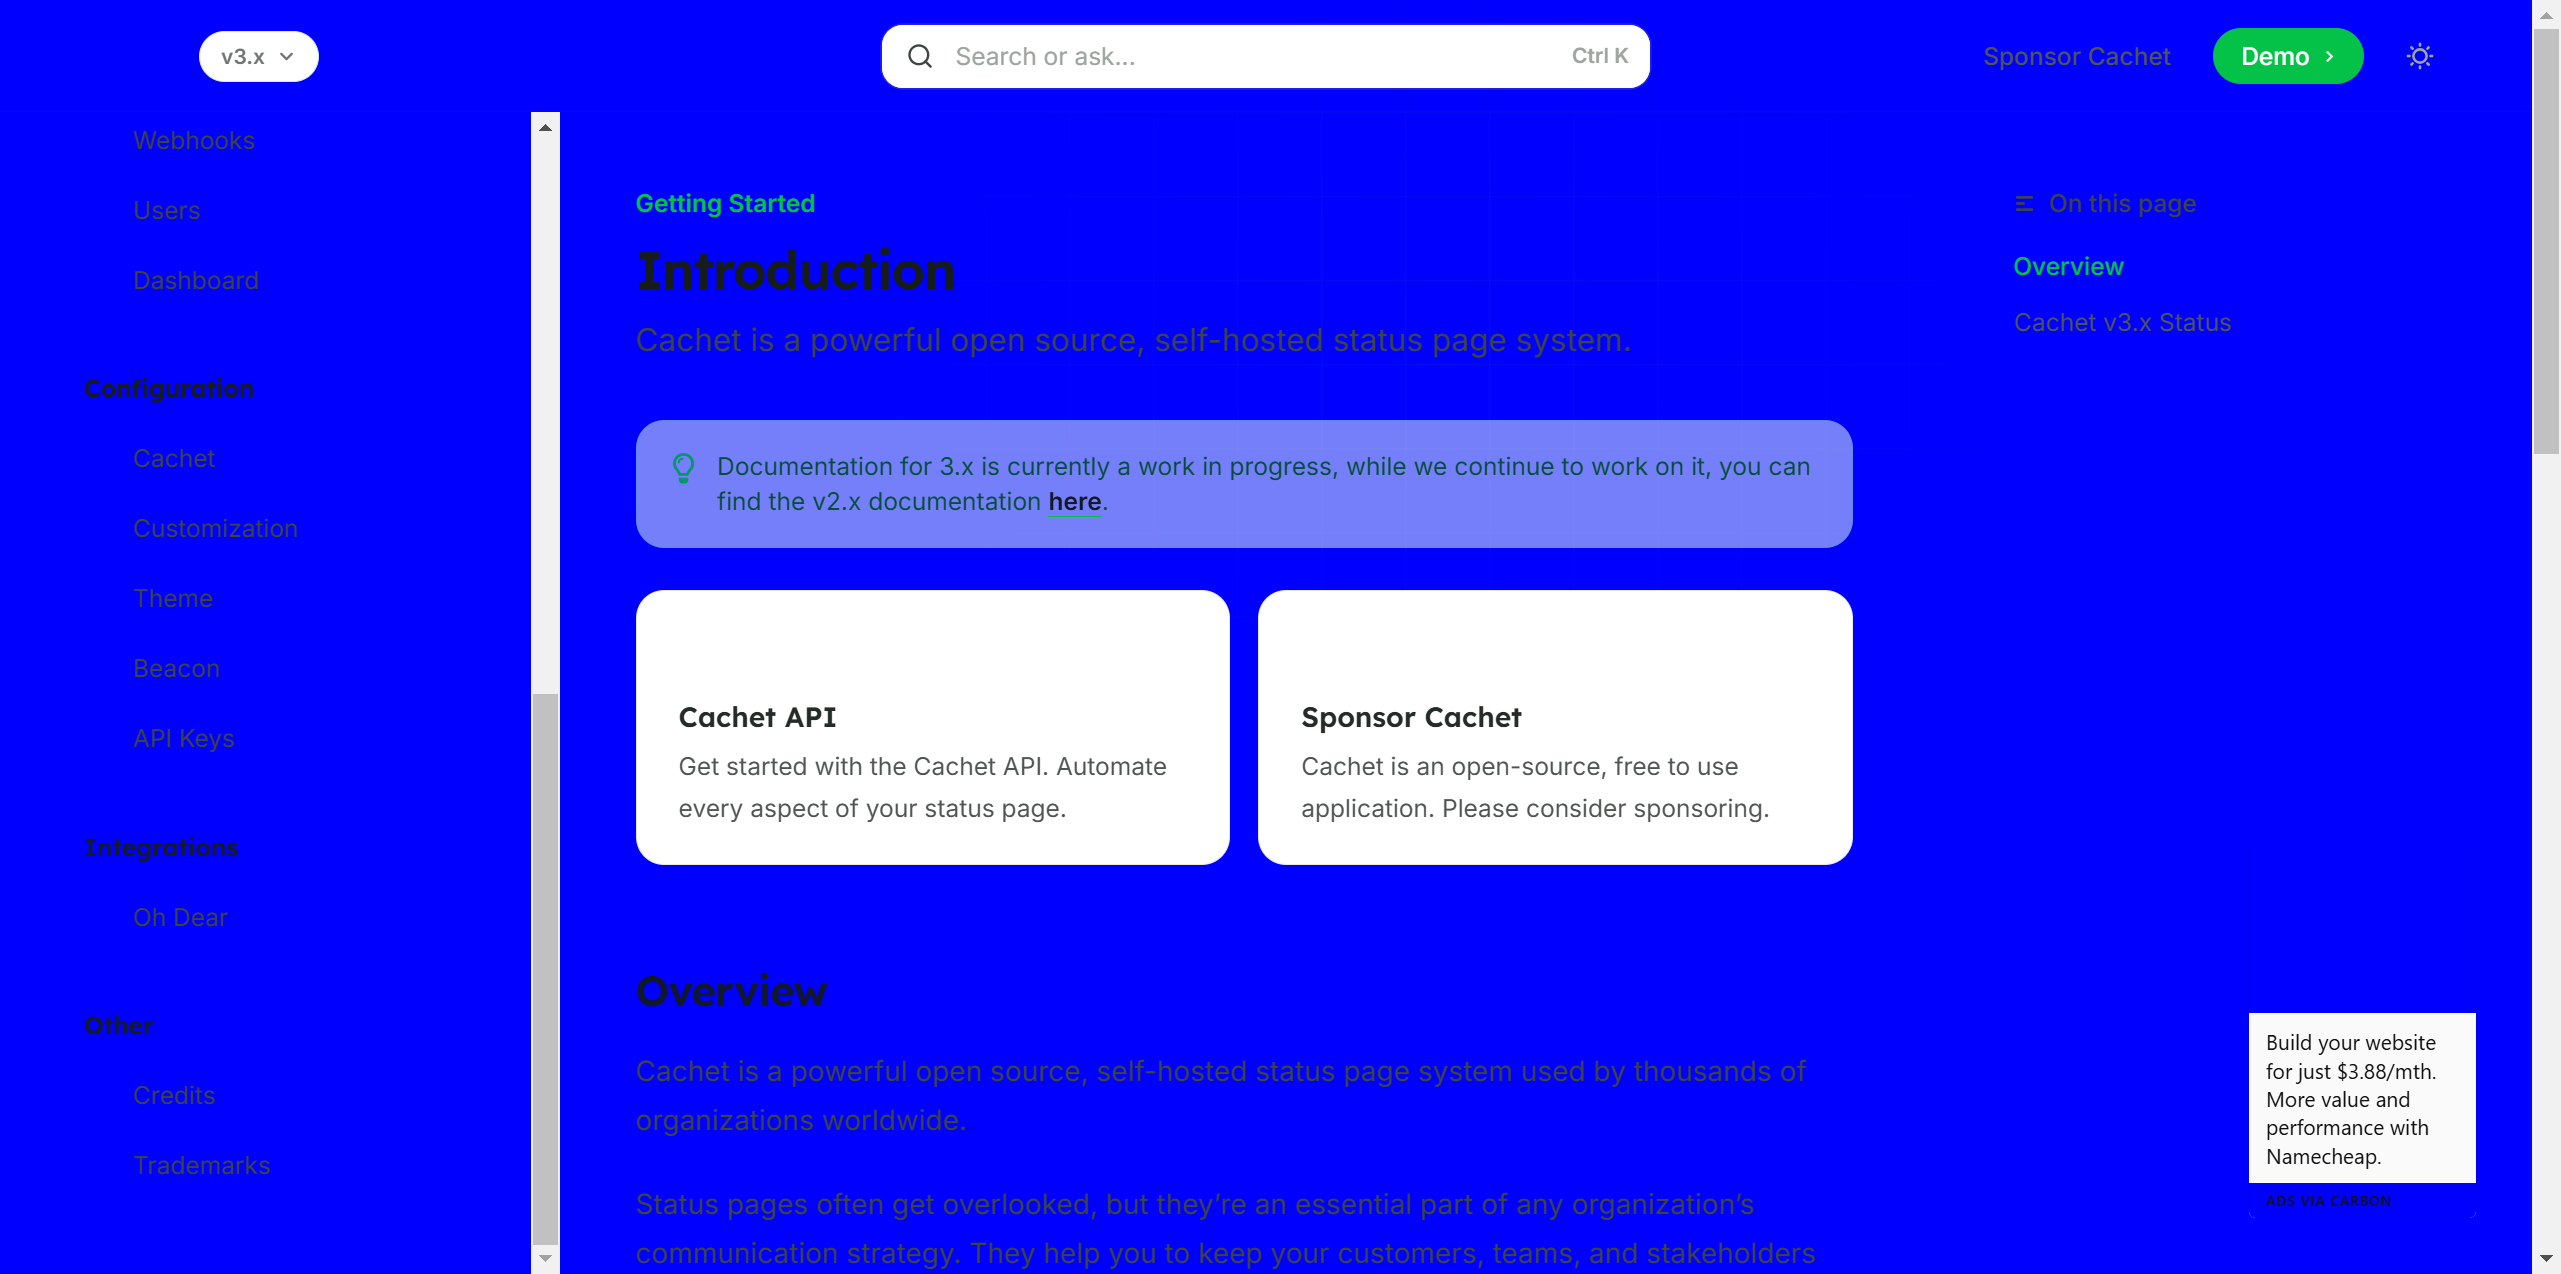 v3.x
Search or ask...
Ctrl K
Sponsor Cachet
Demo
Webhooks
Users
Dashboard
Configuration
Cachet
Customization
Theme
Beacon
API Keys
Integrations
Oh Dear
Other
Credits
Trademarks
Getting Started
Introduction
Cachet is a powerful open source, self-hosted status page system.
Documentation for 3.x is currently a work in progress, while we continue to work on it, you can
find the v2.x documentation here.
Cachet API
Get started with the Cachet API. Automate
every aspect of your status page.
Sponsor Cachet
Cachet is an open-source, free to use
application. Please consider sponsoring.
Overview
Cachet is a powerful open source, self-hosted status page system used by thousands of
organizations worldwide.
Status pages often get overlooked, but they’re an essential part of any organization’s
communication strategy. They help you to keep your customers, teams, and stakeholders
On this page
Overview
Cachet v3.x Status
Build your website
for just $3.88/mth.
More value and
performance with
Namecheap.
ADS VIA CARBON